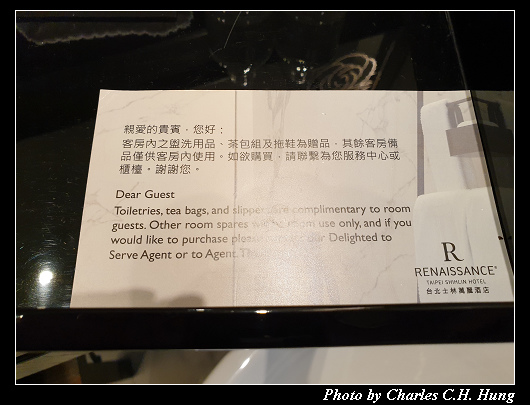 親愛的貴賓，您好：
客房內之盥洗用品、茶包組及拖鞋為贈品，其餘客房備
品僅供客房內使用。如欲購買，請聯繫為您服務中心或
櫃檯。謝謝您。
Dear Guest
Toiletries, tea bags, and slippers are complimentary to room
guests. Other room spares will be room use only, and if you
would like to purchase please our Delighted to
Serve Agent or to Agent.
R
RENAISSANCE®
TAIPEI SHIHLIN HOTEL
台北士林萬麗酒店
Photo by Charles C.H. Hung